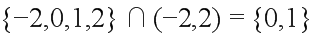 {−2,0,1,2} ∩ (−2,2) = {0,1}